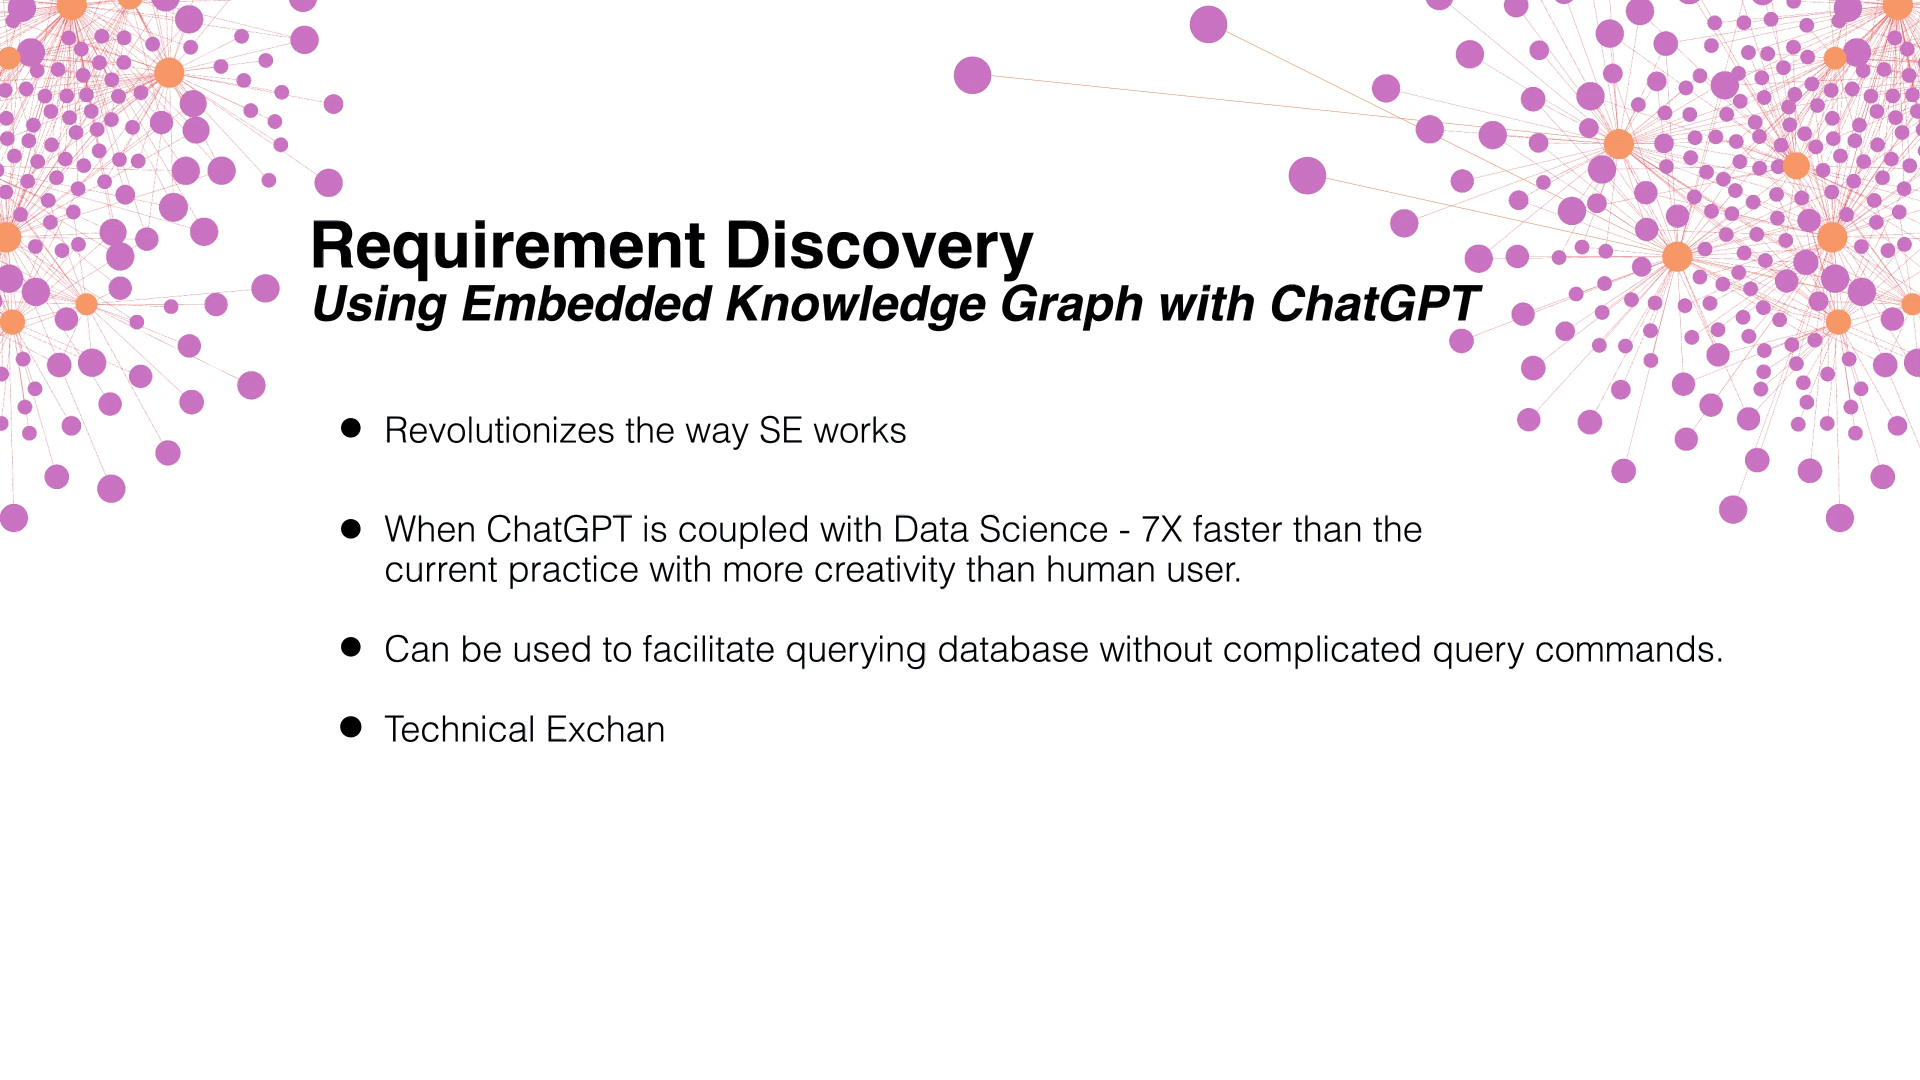 Requirement Discovery
Using Embedded Knowledge Graph with ChatGPT
● Revolutionizes the way SE works
● When ChatGPT is coupled with Data Science - 7X faster than the
current practice with more creativity than human user.
● Can be used to facilitate querying database without complicated query commands.
● Technical Exchan